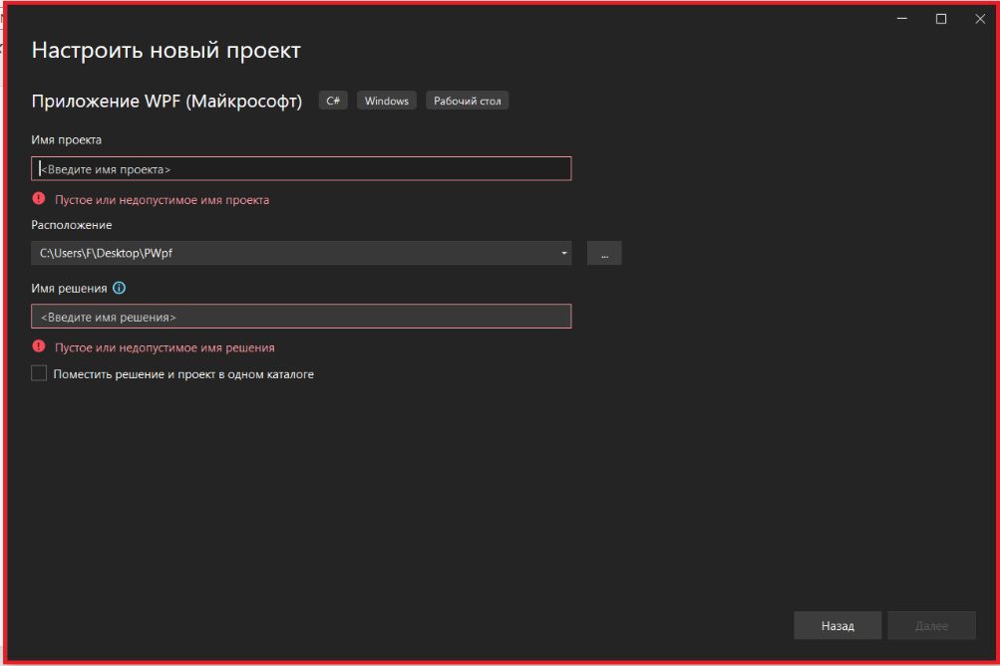 Настроить новый проект
Приложение WPF (Майкрософт) C# Windows Рабочий стол
Имя проекта
<Введите имя проекта>
Пустое или недопустимое имя проекта
Расположение
C:\Users\F\Desktop\PWpf ...
Имя решения
<Введите имя решения>
Пустое или недопустимое имя решения
Поместить решение и проект в одном каталоге
Назад Далее